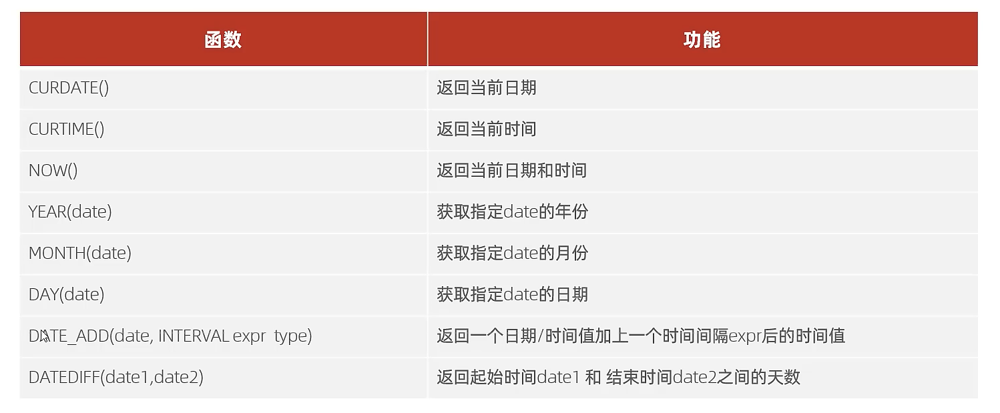 函数 功能
CURDATE() 返回当前日期
CURTIME() 返回当前时间
NOW() 返回当前日期和时间
YEAR(date) 获取指定date的年份
MONTH(date) 获取指定date的月份
DAY(date) 获取指定date的日期
DATE_ADD(date, INTERVAL expr type) 返回一个日期/时间值加上一个时间间隔expr后的时间值
DATEDIFF(date1,date2) 返回起始时间date1 和 结束时间date2之间的天数